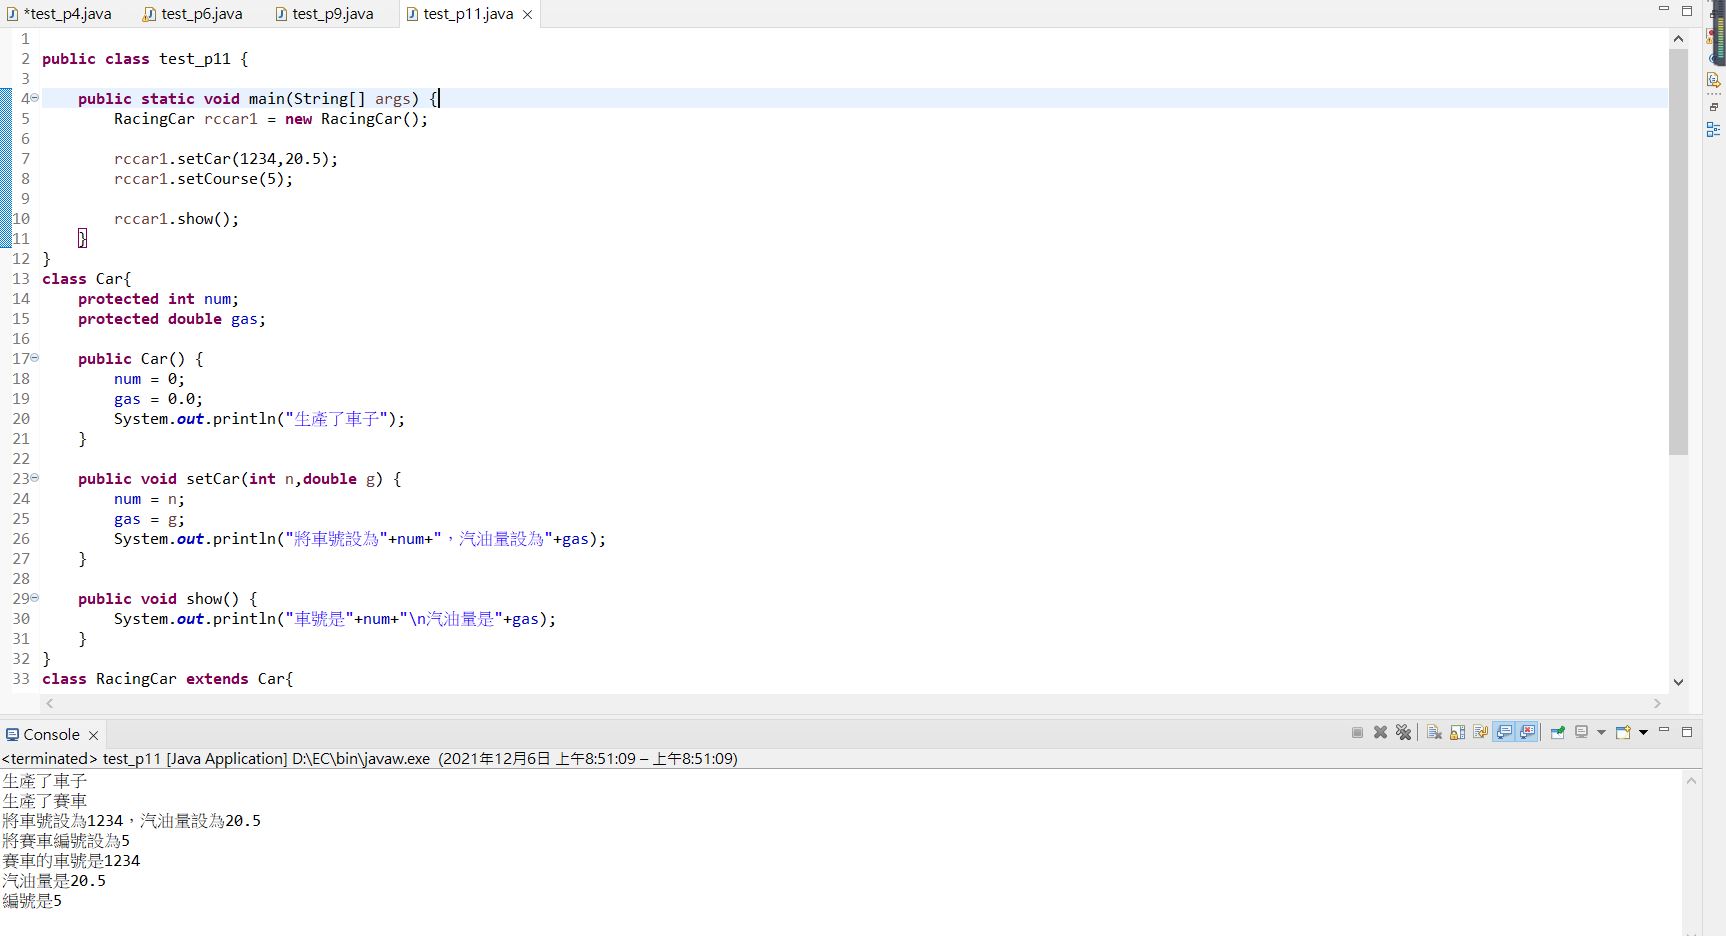 *test_p4.java test_p6.java test_p9.java test_p11.java
1
2 public class test_p11 {
3
4 public static void main(String[] args) {
5 RacingCar rccar1 = new RacingCar();
6
7 rccar1.setCar(1234,20.5);
8 rccar1.setCourse(5);
9
10 rccar1.show();
11 }
12 }
13 class Car{
14 protected int num;
15 protected double gas;
16
17 public Car() {
18 num = 0;
19 gas = 0.0;
20 System.out.println("生產了車子");
21 }
22
23 public void setCar(int n,double g) {
24 num = n;
25 gas = g;
26 System.out.println("將車號設為"+num+"，汽油量設為"+gas);
27 }
28
29 public void show() {
30 System.out.println("車號是"+num+"\n汽油量是"+gas);
31 }
32 }
33 class RacingCar extends Car{
Console
<terminated> test_p11 [Java Application] D:\EC\bin\javaw.exe (2021年12月6日 上午8:51:09 – 上午8:51:09)
生產了車子
生產了賽車
將車號設為1234，汽油量設為20.5
將賽車編號設為5
賽車的車號是1234
汽油量是20.5
編號是5